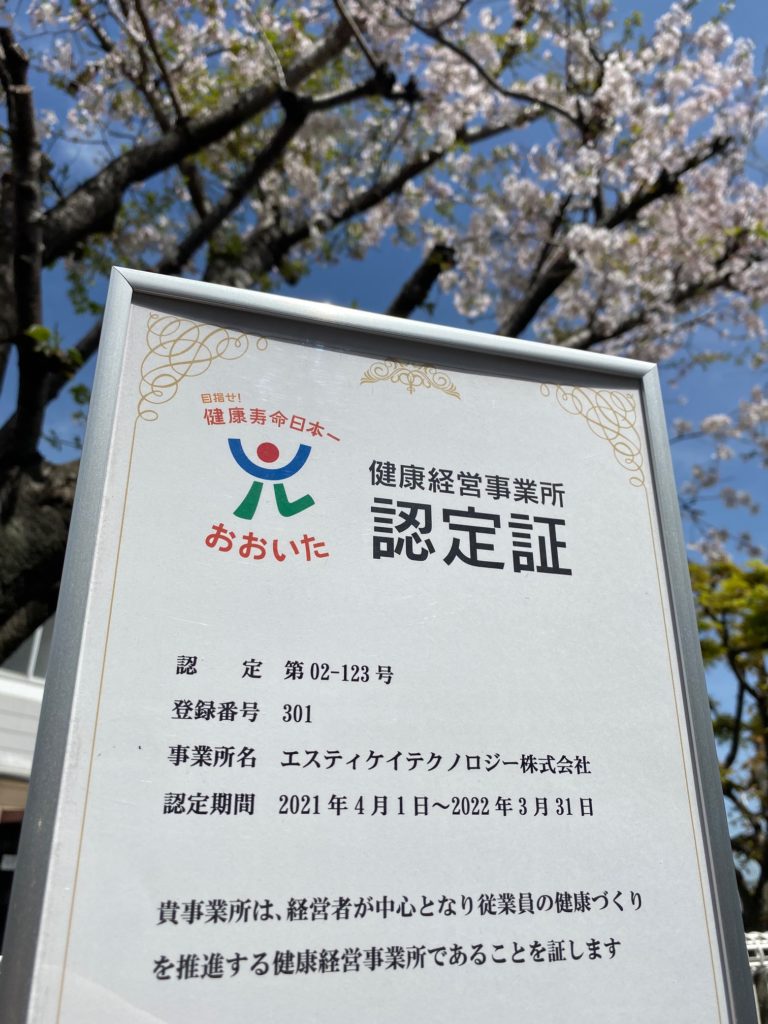 目指せ!
健康寿命日本一
おおいた
健康経営事業所
認定証
認 定 第02-123号
登録番号 301
事業所名 エスティケイテクノロジー株式会社
認定期間 2021年4月1日～2022年3月31日
貴事業所は、経営者が中心となり従業員の健康づくり
を推進する健康経営事業所であることを証します